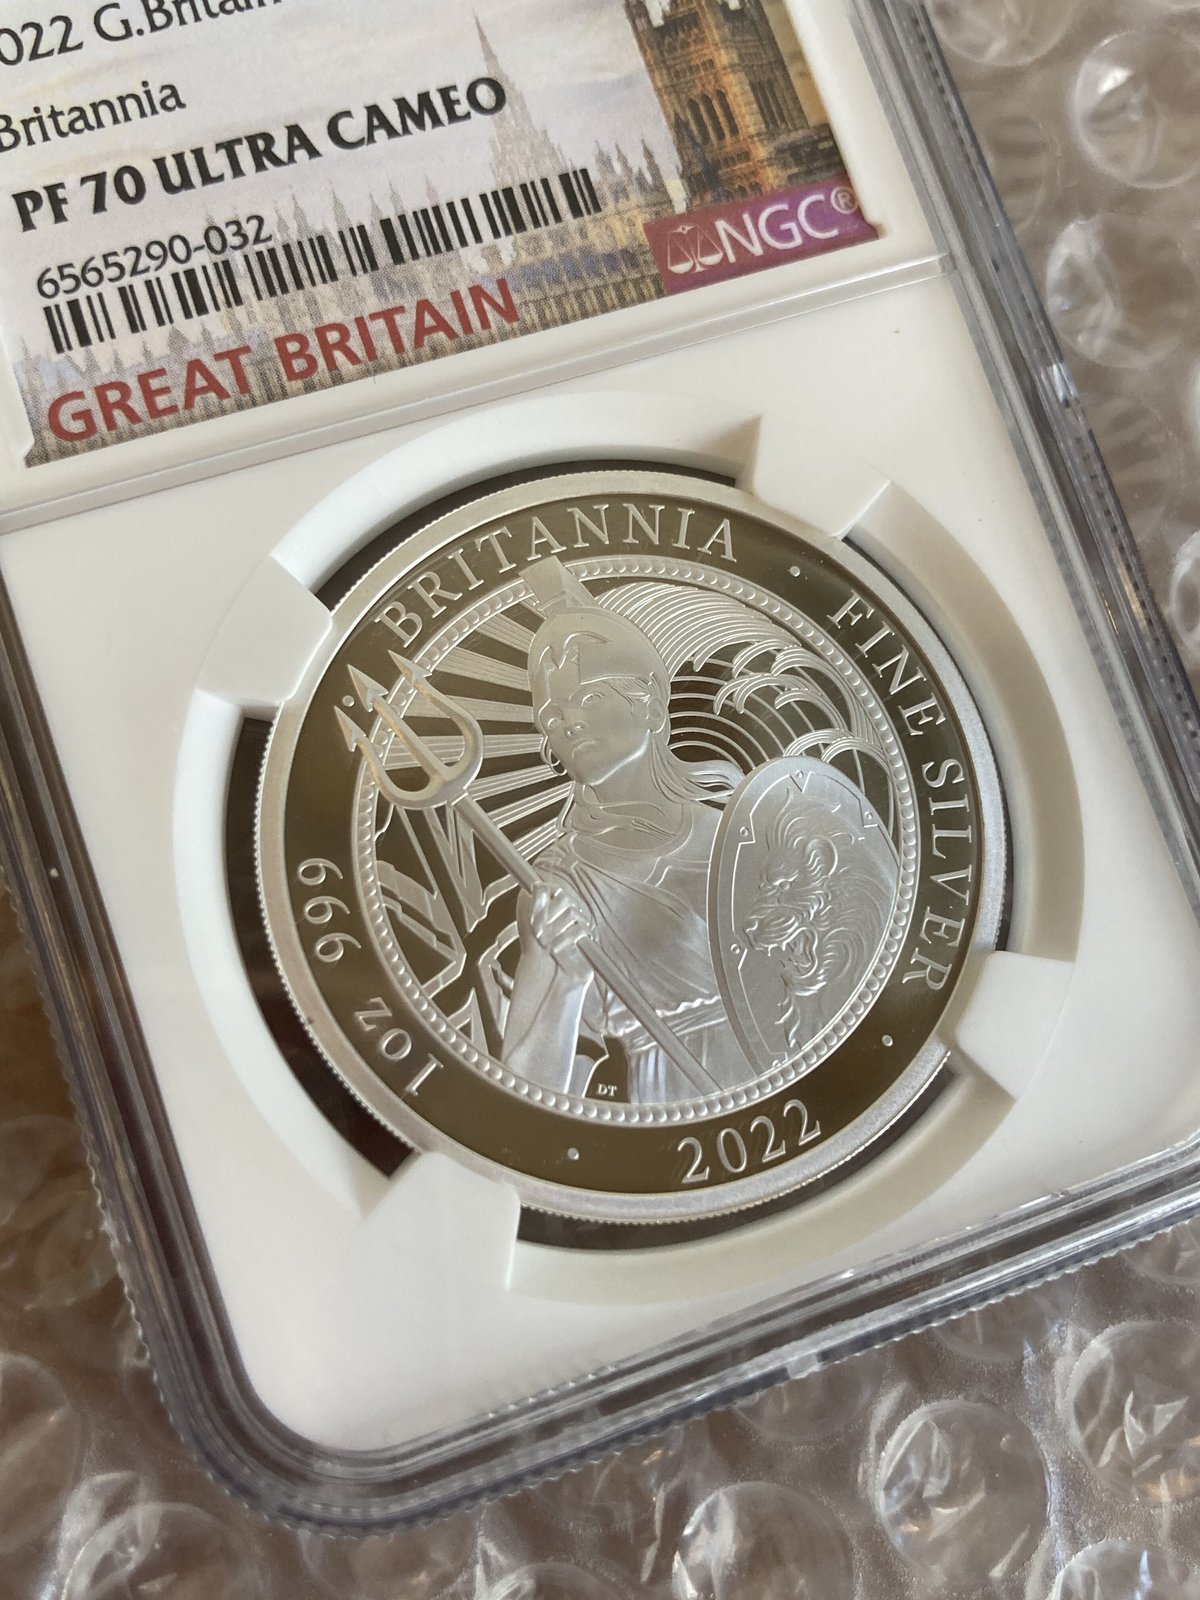 2022 G.Britain
Britannia
PF 70 ULTRA CAMEO
6565290-032
NGC®
GREAT BRITAIN
BRITANNIA · FINE SILVER · 2022 · 1oz 999 ·
DT